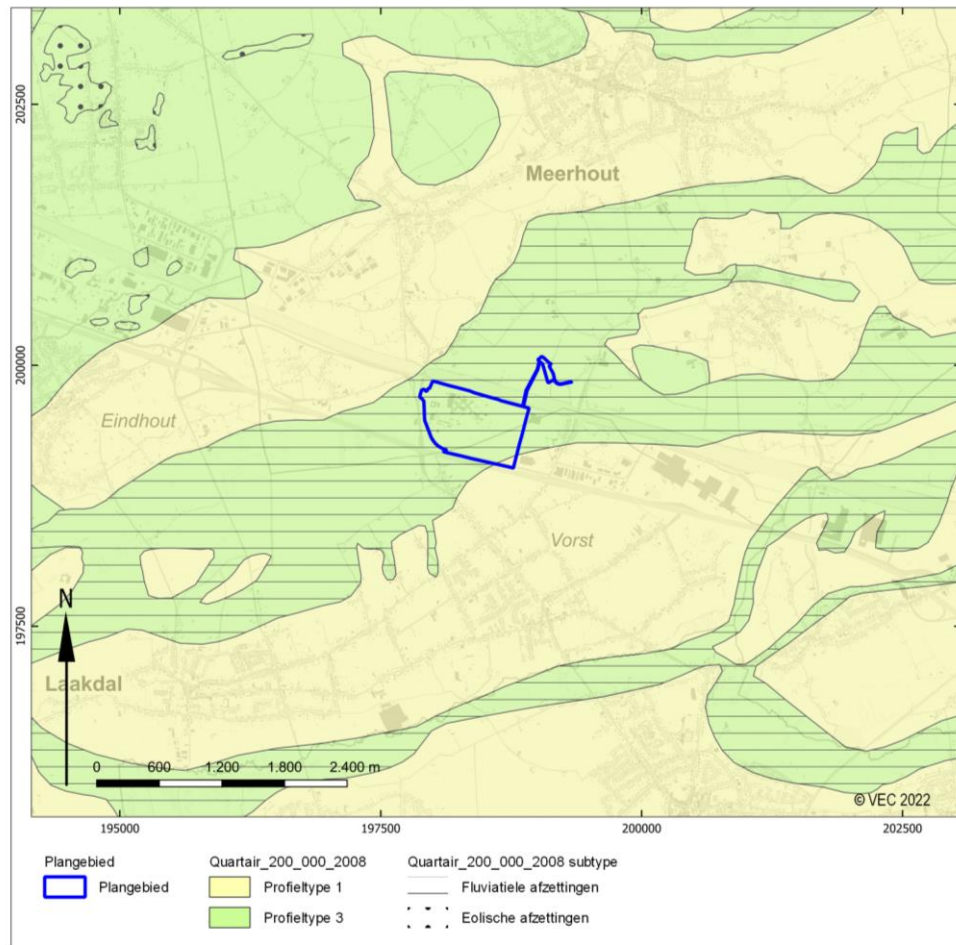 202500
Meerhout
200000
Eindhout
Vorst
197500
N
Laakdal
0 600 1.200 1.800 2.400 m
© VEC 2022
195000 197500 200000 202500
Plangebied Quartair_200_000_2008 Quartair_200_000_2008 subtype
Plangebied Profieltype 1 Fluviatiele afzettingen
Profieltype 3 Eolische afzettingen